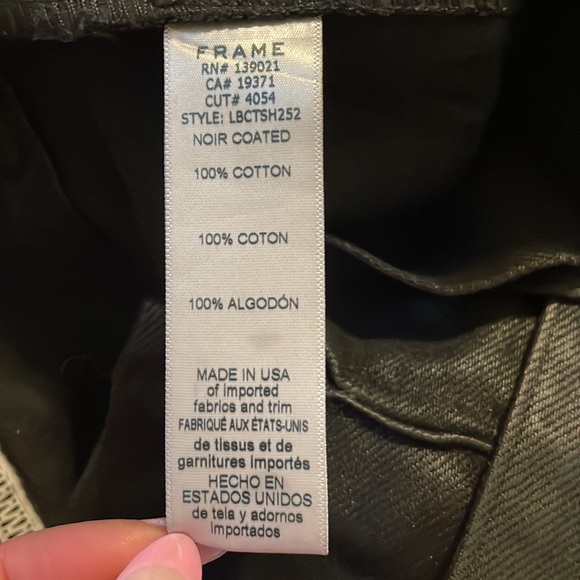 FRAME
RN# 139021
CA# 19371
CUT# 4054
STYLE: LBCTSH252
NOIR COATED
100% COTTON
100% COTON
100% ALGODÓN
MADE IN USA
of imported
fabrics and trim
FABRIQUÉ AUX ÉTATS-UNIS
de tissus et de
garnitures importés
HECHO EN
ESTADOS UNIDOS
de tela y adornos
importados